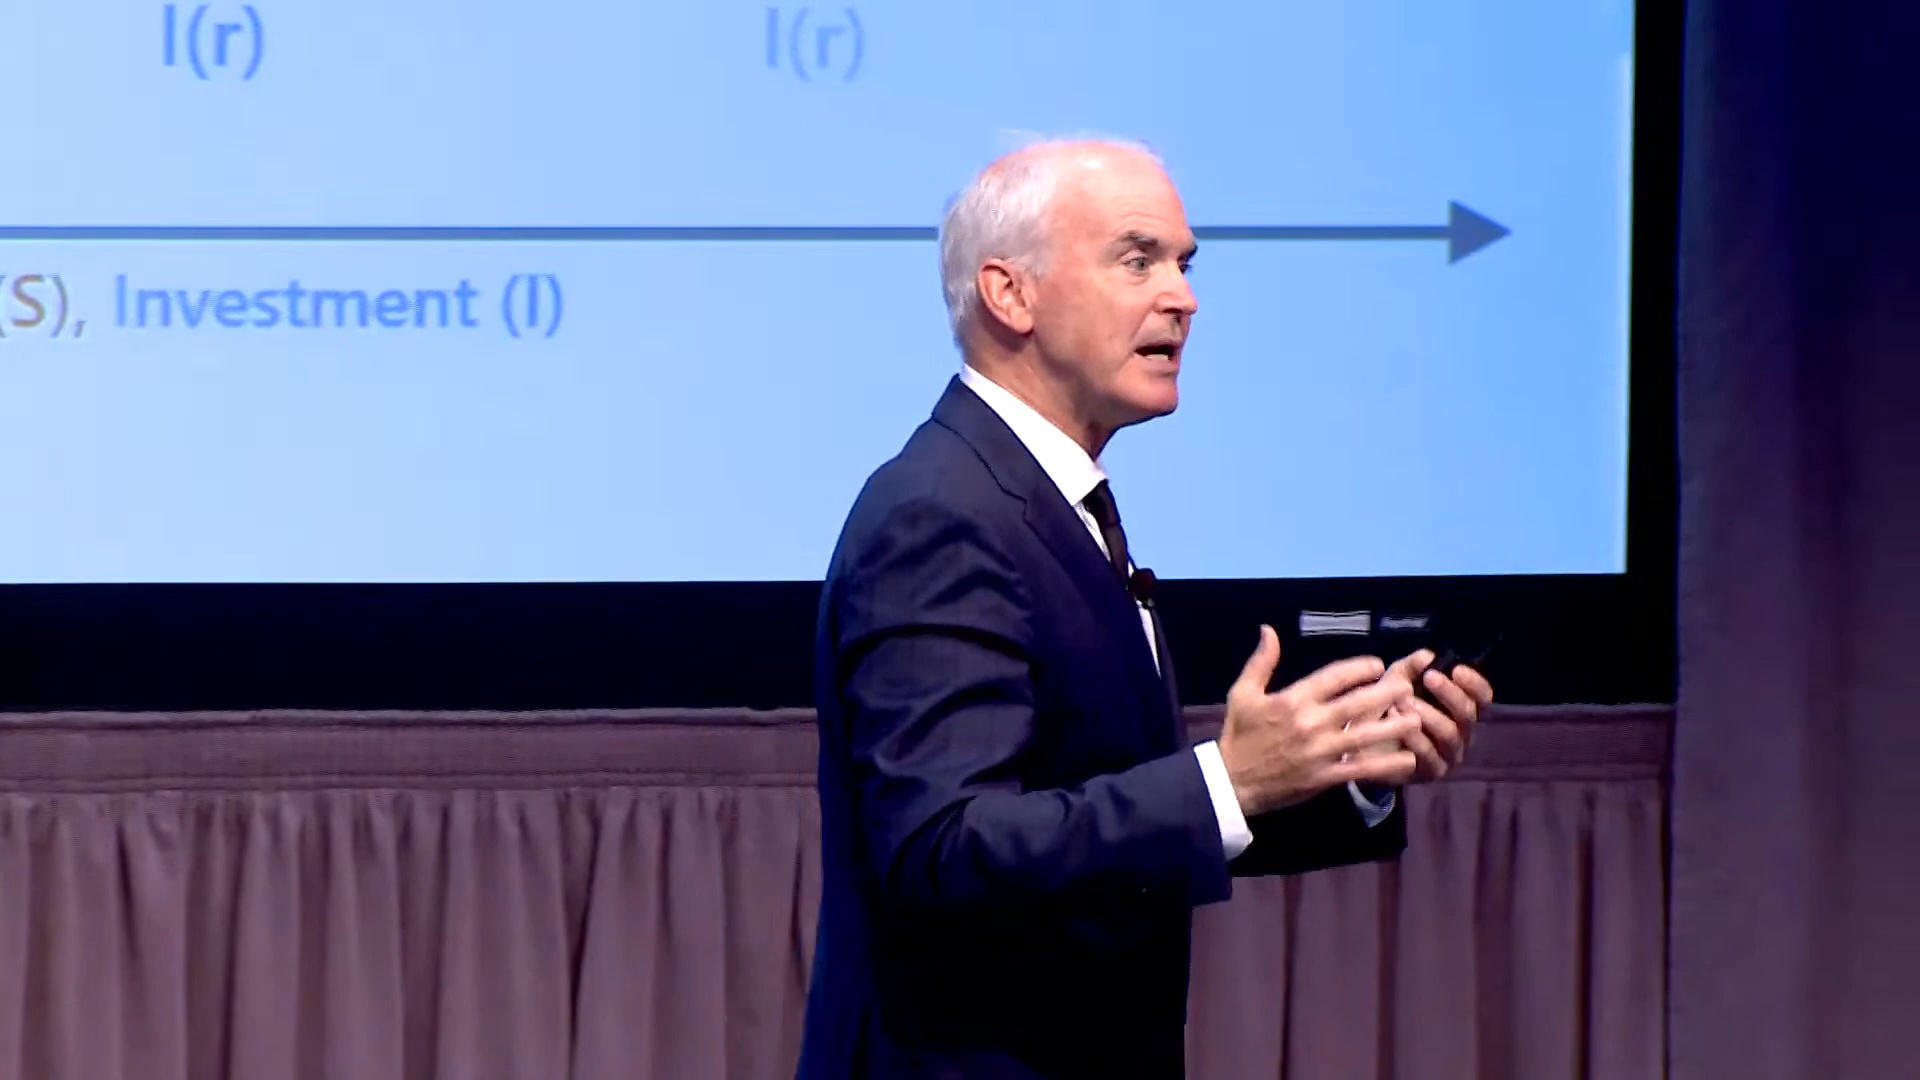 I(r) I(r)
(S), Investment (I)